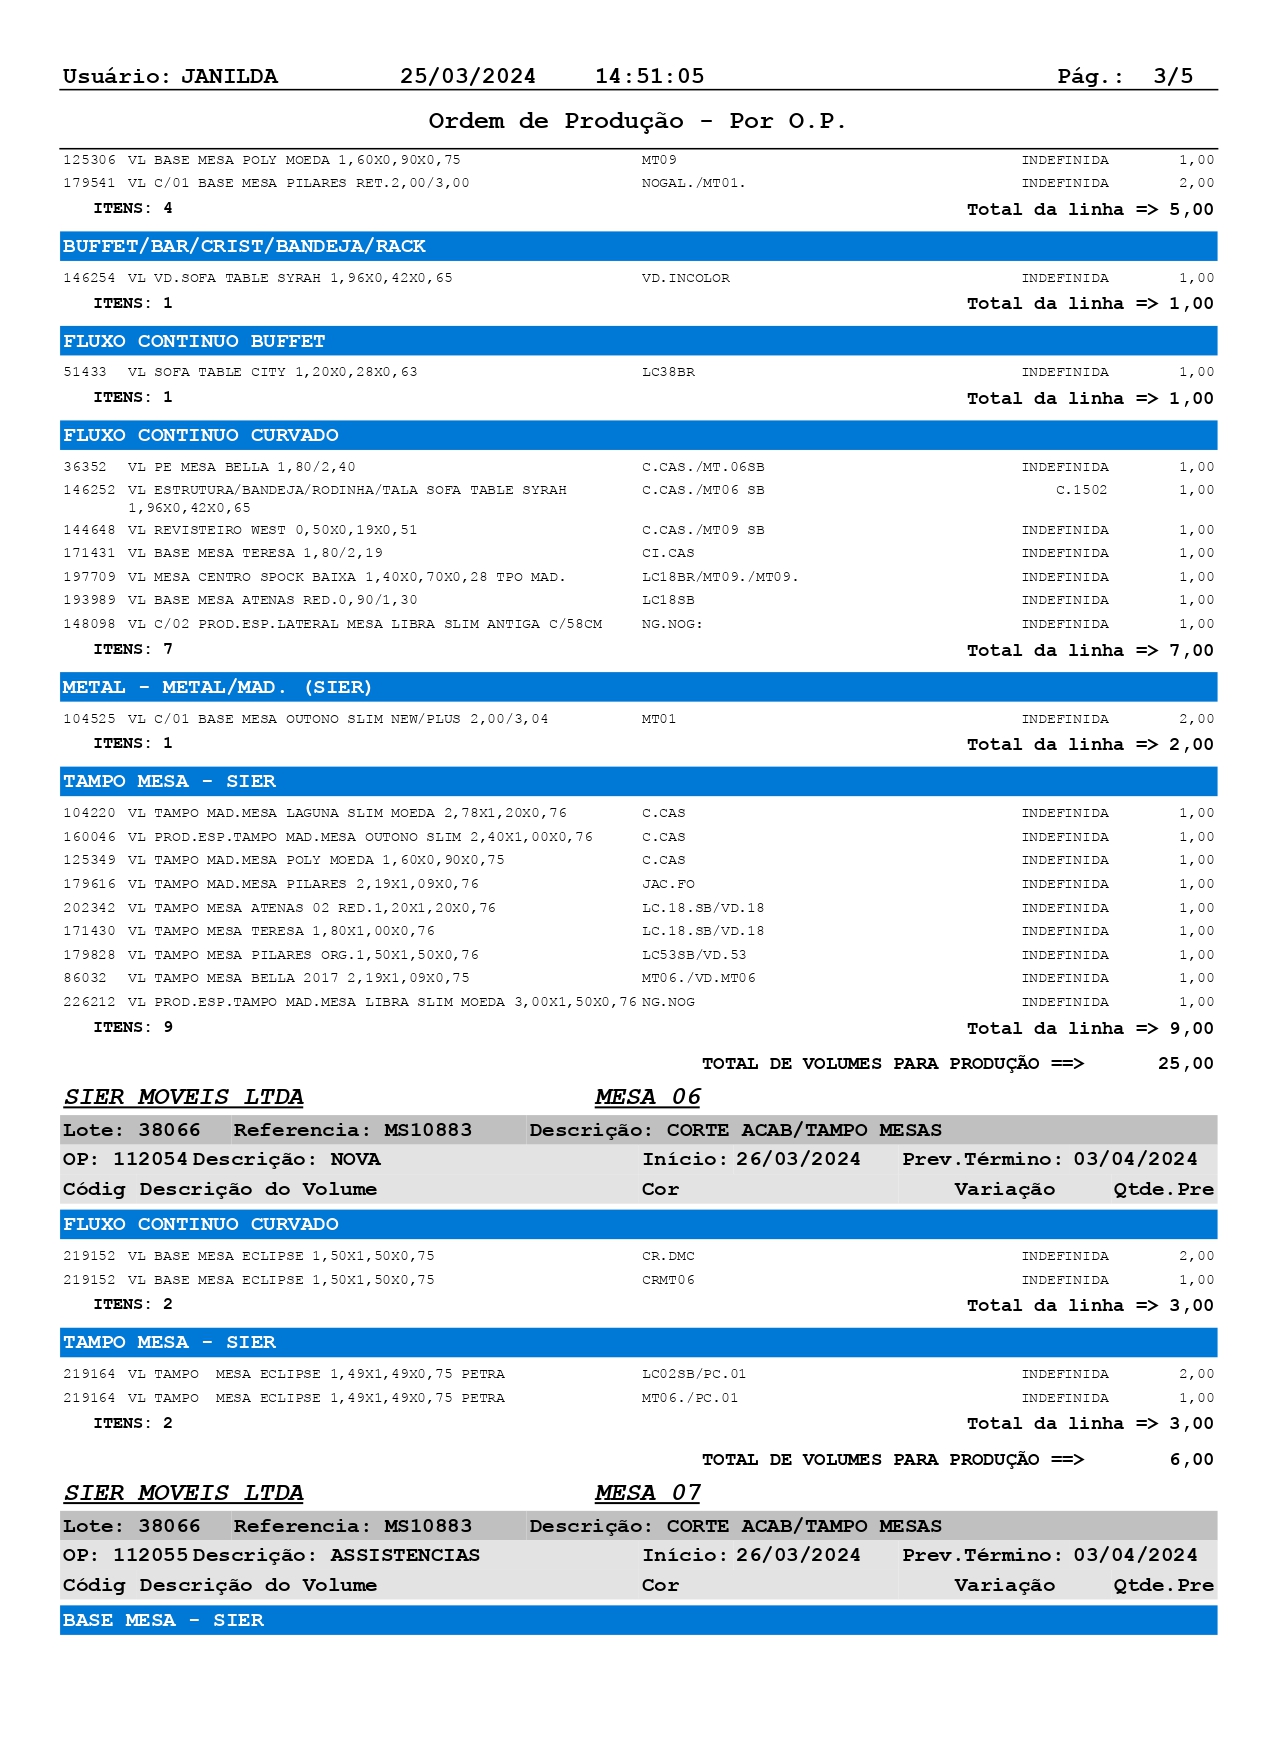 Usuário: JANILDA 25/03/2024 14:51:05 Pág.: 3/5
Ordem de Produção - Por O.P.
125306 VL BASE MESA POLY MOEDA 1,60X0,90X0,75 MT09 INDEFINIDA 1,00
179541 VL C/01 BASE MESA PILARES RET.2,00/3,00 NOGAL./MT01. INDEFINIDA 2,00
ITENS: 4 Total da linha => 5,00
BUFFET/BAR/CRIST/BANDEJA/RACK
146254 VL VD.SOFA TABLE SYRAH 1,96X0,42X0,65 VD.INCOLOR INDEFINIDA 1,00
ITENS: 1 Total da linha => 1,00
FLUXO CONTINUO BUFFET
51433 VL SOFA TABLE CITY 1,20X0,28X0,63 LC38BR INDEFINIDA 1,00
ITENS: 1 Total da linha => 1,00
FLUXO CONTINUO CURVADO
36352 VL PE MESA BELLA 1,80/2,40 C.CAS./MT.06SB INDEFINIDA 1,00
146252 VL ESTRUTURA/BANDEJA/RODINHA/TALA SOFA TABLE SYRAH C.CAS./MT06 SB C.1502 1,00
1,96X0,42X0,65
144648 VL REVISTEIRO WEST 0,50X0,19X0,51 C.CAS./MT09 SB INDEFINIDA 1,00
171431 VL BASE MESA TERESA 1,80/2,19 CI.CAS INDEFINIDA 1,00
197709 VL MESA CENTRO SPOCK BAIXA 1,40X0,70X0,28 TPO MAD. LC18BR/MT09./MT09. INDEFINIDA 1,00
193989 VL BASE MESA ATENAS RED.0,90/1,30 LC18SB INDEFINIDA 1,00
148098 VL C/02 PROD.ESP.LATERAL MESA LIBRA SLIM ANTIGA C/58CM NG.NOG: INDEFINIDA 1,00
ITENS: 7 Total da linha => 7,00
METAL - METAL/MAD. (SIER)
104525 VL C/01 BASE MESA OUTONO SLIM NEW/PLUS 2,00/3,04 MT01 INDEFINIDA 2,00
ITENS: 1 Total da linha => 2,00
TAMPO MESA - SIER
104220 VL TAMPO MAD.MESA LAGUNA SLIM MOEDA 2,78X1,20X0,76 C.CAS INDEFINIDA 1,00
160046 VL PROD.ESP.TAMPO MAD.MESA OUTONO SLIM 2,40X1,00X0,76 C.CAS INDEFINIDA 1,00
125349 VL TAMPO MAD.MESA POLY MOEDA 1,60X0,90X0,75 C.CAS INDEFINIDA 1,00
179616 VL TAMPO MAD.MESA PILARES 2,19X1,09X0,76 JAC.FO INDEFINIDA 1,00
202342 VL TAMPO MESA ATENAS 02 RED.1,20X1,20X0,76 LC.18.SB/VD.18 INDEFINIDA 1,00
171430 VL TAMPO MESA TERESA 1,80X1,00X0,76 LC.18.SB/VD.18 INDEFINIDA 1,00
179828 VL TAMPO MESA PILARES ORG.1,50X1,50X0,76 LC53SB/VD.53 INDEFINIDA 1,00
86032 VL TAMPO MESA BELLA 2017 2,19X1,09X0,75 MT06./VD.MT06 INDEFINIDA 1,00
226212 VL PROD.ESP.TAMPO MAD.MESA LIBRA SLIM MOEDA 3,00X1,50X0,76 NG.NOG INDEFINIDA 1,00
ITENS: 9 Total da linha => 9,00
TOTAL DE VOLUMES PARA PRODUÇÃO ==> 25,00
SIER MOVEIS LTDA MESA 06
Lote: 38066 Referencia: MS10883 Descrição: CORTE ACAB/TAMPO MESAS
OP: 112054 Descrição: NOVA Início: 26/03/2024 Prev.Término: 03/04/2024
Códig Descrição do Volume Cor Variação Qtde.Pre
FLUXO CONTINUO CURVADO
219152 VL BASE MESA ECLIPSE 1,50X1,50X0,75 CR.DMC INDEFINIDA 2,00
219152 VL BASE MESA ECLIPSE 1,50X1,50X0,75 CRMT06 INDEFINIDA 1,00
ITENS: 2 Total da linha => 3,00
TAMPO MESA - SIER
219164 VL TAMPO  MESA ECLIPSE 1,49X1,49X0,75 PETRA LC02SB/PC.01 INDEFINIDA 2,00
219164 VL TAMPO  MESA ECLIPSE 1,49X1,49X0,75 PETRA MT06./PC.01 INDEFINIDA 1,00
ITENS: 2 Total da linha => 3,00
TOTAL DE VOLUMES PARA PRODUÇÃO ==> 6,00
SIER MOVEIS LTDA MESA 07
Lote: 38066 Referencia: MS10883 Descrição: CORTE ACAB/TAMPO MESAS
OP: 112055 Descrição: ASSISTENCIAS Início: 26/03/2024 Prev.Término: 03/04/2024
Códig Descrição do Volume Cor Variação Qtde.Pre
BASE MESA - SIER